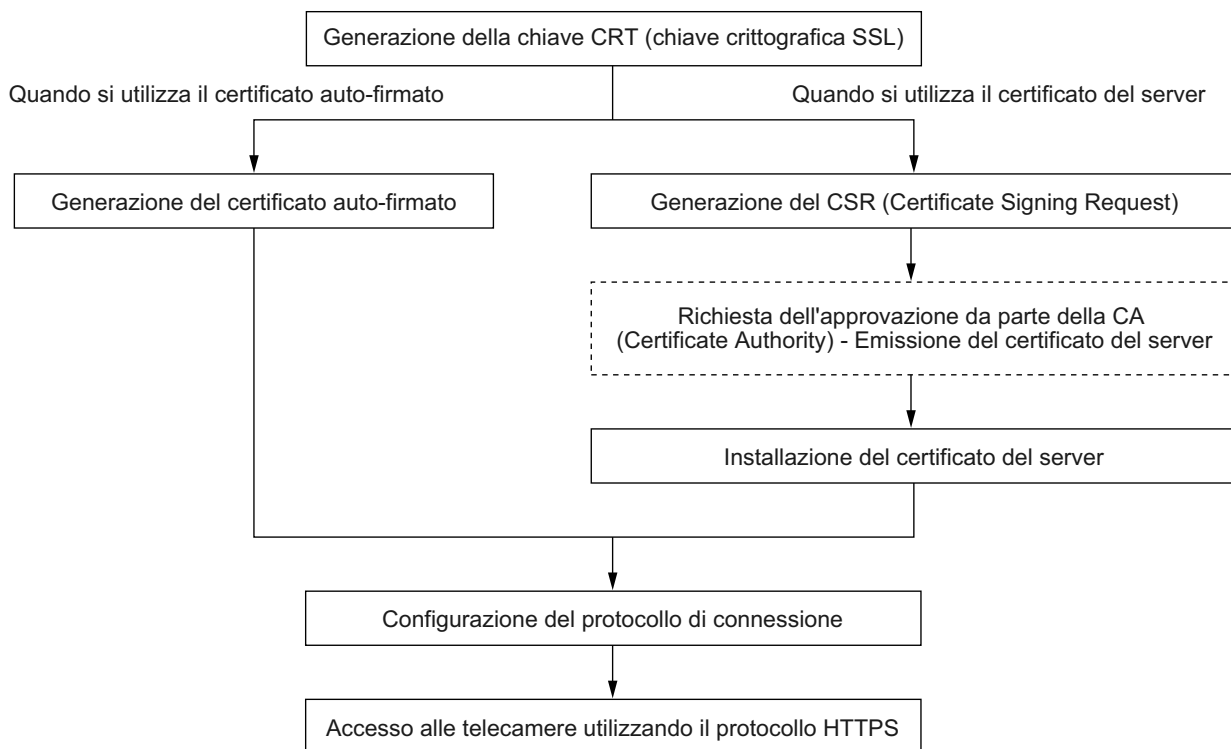 Generazione della chiave CRT (chiave crittografica SSL)
Quando si utilizza il certificato auto-firmato
Quando si utilizza il certificato del server
Generazione del certificato auto-firmato
Generazione del CSR (Certificate Signing Request)
Richiesta dell'approvazione da parte della CA
(Certificate Authority) - Emissione del certificato del server
Installazione del certificato del server
Configurazione del protocollo di connessione
Accesso alle telecamere utilizzando il protocollo HTTPS